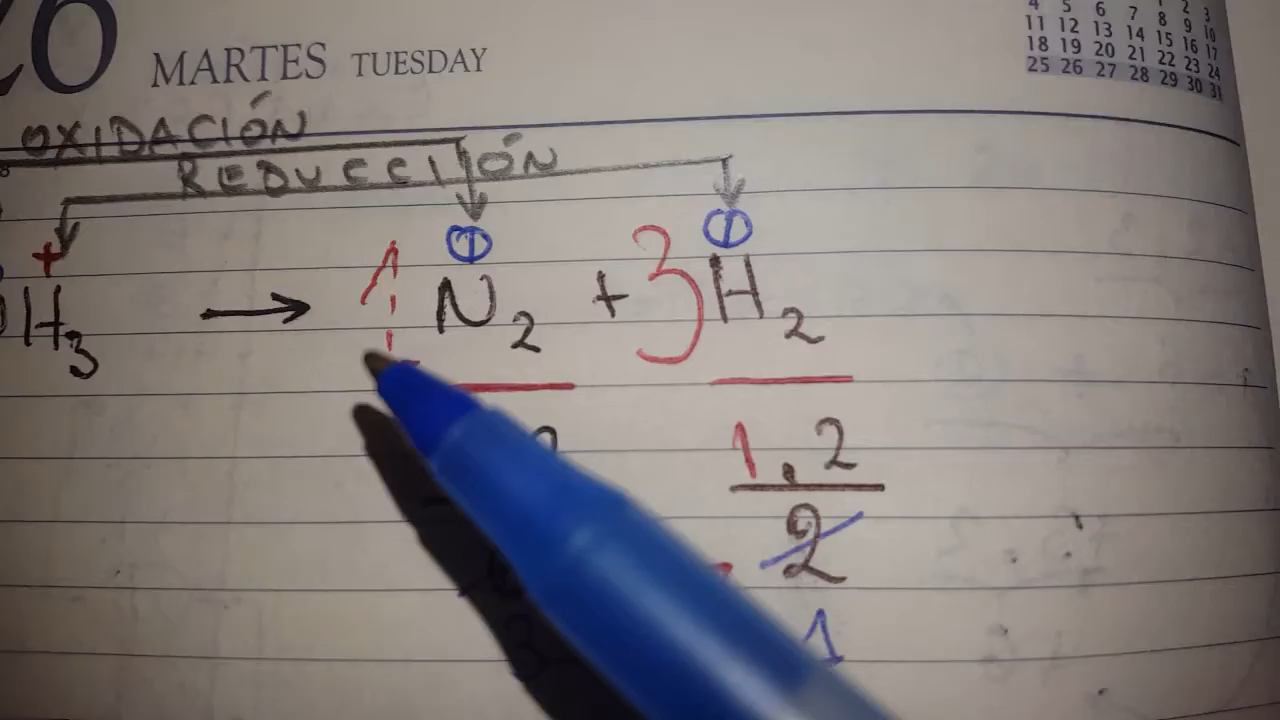 26 MARTES TUESDAY
4 5 6 7 8 9 10
11 12 13 14 15 16 17
18 19 20 21 22 23 24
25 26 27 28 29 30 31
OXIDACIÓN
REDUCCIÓN
+
H3 → 1 N2 + 3 H2
1.2
2
1